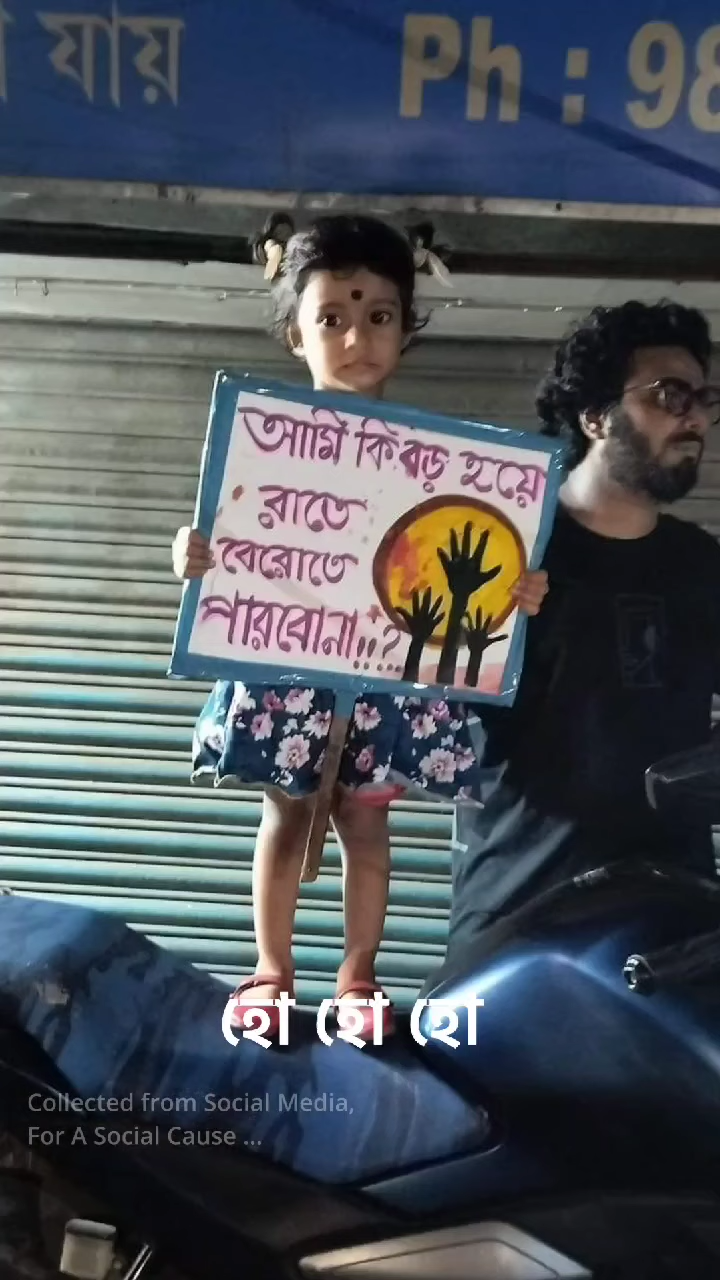 যায়
Ph : 98
আমি কি বড় হয়ে
রাতে
বেরোতে
পারবোনা..?
হো হো হো
Collected from Social Media,
For A Social Cause ...